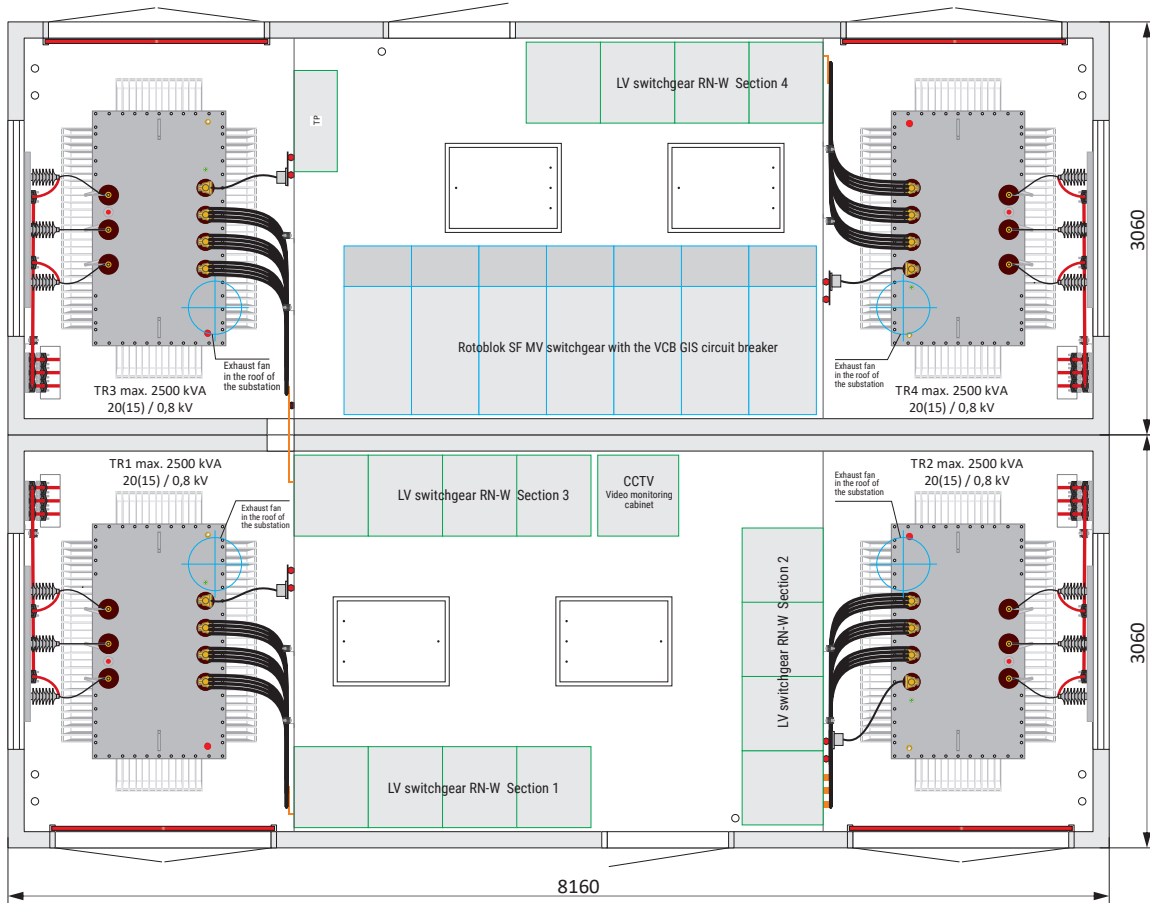 LV switchgear RN-W Section 4
TP
3060
Rotoblok SF MV switchgear with the VCB GIS circuit breaker
Exhaust fan
in the roof of
the substation
Exhaust fan
in the roof of
the substation
TR3 max. 2500 kVA
20(15) / 0,8 kV
TR4 max. 2500 kVA
20(15) / 0,8 kV
TR1 max. 2500 kVA
20(15) / 0,8 kV
TR2 max. 2500 kVA
20(15) / 0,8 kV
LV switchgear RN-W Section 3
CCTV
Video monitoring
cabinet
Exhaust fan
in the roof of
the substation
Exhaust fan
in the roof of
the substation
LV switchgear RN-W Section 2
3060
LV switchgear RN-W Section 1
8160